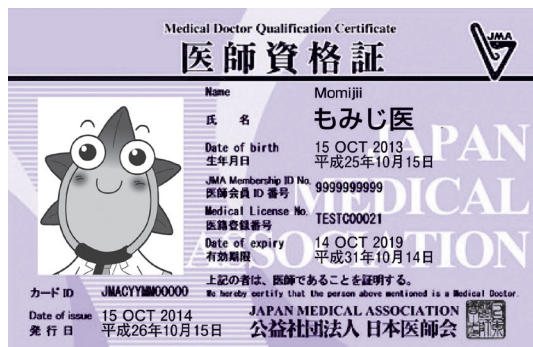 Medical Doctor Qualification Certificate
医師資格証
JMA
Name Momijii
氏 名 もみじ医
Date of birth 15 OCT 2013
生年月日 平成25年10月15日
JMA Membership ID No. 9999999999
医師会員 ID 番号
Medical License No. TESTC00021
医籍登録番号
Date of expiry 14 OCT 2019
有効期限 平成31年10月14日
上記の者は、医師であることを証明する。
We hereby certify that the person above mentioned is a Medical Doctor.
カード ID JMACYYMM00000
Date of issue 15 OCT 2014
発 行 日 平成26年10月15日
JAPAN MEDICAL ASSOCIATION
公益社団法人 日本医師会
JAPAN
MEDICAL
ASSOCIATION